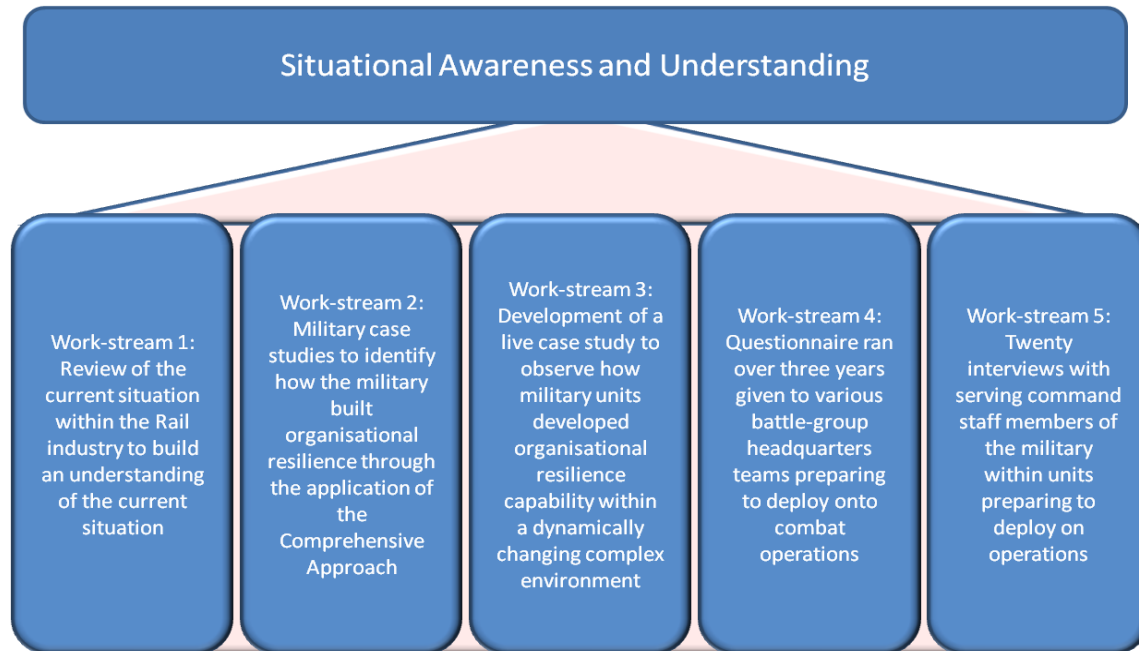 Situational Awareness and Understanding
Work-stream 1:
Review of the
current situation
within the Rail
industry to build
an understanding
of the current
situation
Work-stream 2:
Military case
studies to identify
how the military
built
organisational
resilience through
the application of
the
Comprehensive
Approach
Work-stream 3:
Development of a
live case study to
observe how
military units
developed
organisational
resilience
capability within
a dynamically
changing complex
environment
Work-stream 4:
Questionnaire ran
over three years
given to various
battle-group
headquarters
teams preparing
to deploy onto
combat
operations
Work-stream 5:
Twenty
interviews with
serving command
staff members of
the military
within units
preparing to
deploy on
operations